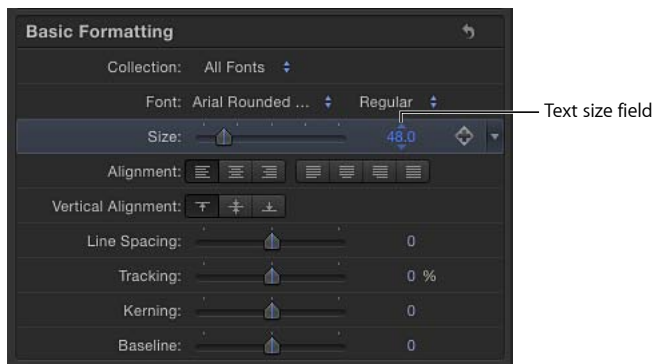 Basic Formatting
Collection: All Fonts
Font: Arial Rounded ... Regular
Size: 48.0
Text size field
Alignment:
Vertical Alignment:
Line Spacing: 0
Tracking: 0 %
Kerning: 0
Baseline: 0